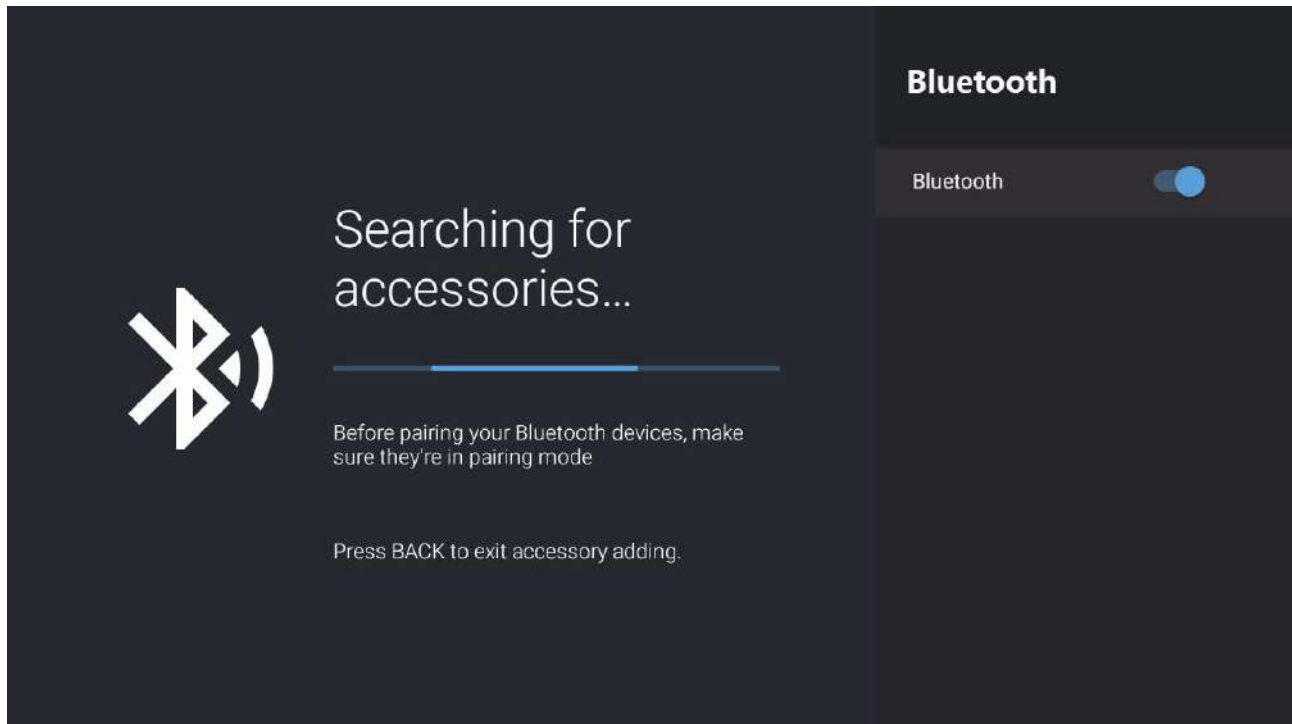 Bluetooth
Bluetooth
Searching for
accessories...
Before pairing your Bluetooth devices, make
sure they're in pairing mode
Press BACK to exit accessory adding.